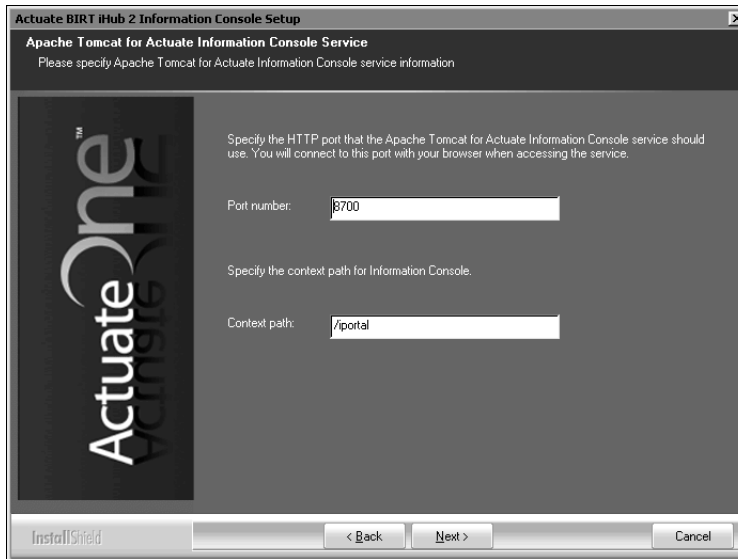 Actuate BIRT iHub 2 Information Console Setup
Apache Tomcat for Actuate Information Console Service
Please specify Apache Tomcat for Actuate Information Console service information
Specify the HTTP port that the Apache Tomcat for Actuate Information Console service should
use. You will connect to this port with your browser when accessing the service.
Port number:
8700
Specify the context path for Information Console.
Context path:
/iportal
ActuateOne™
InstallShield
< Back
Next >
Cancel